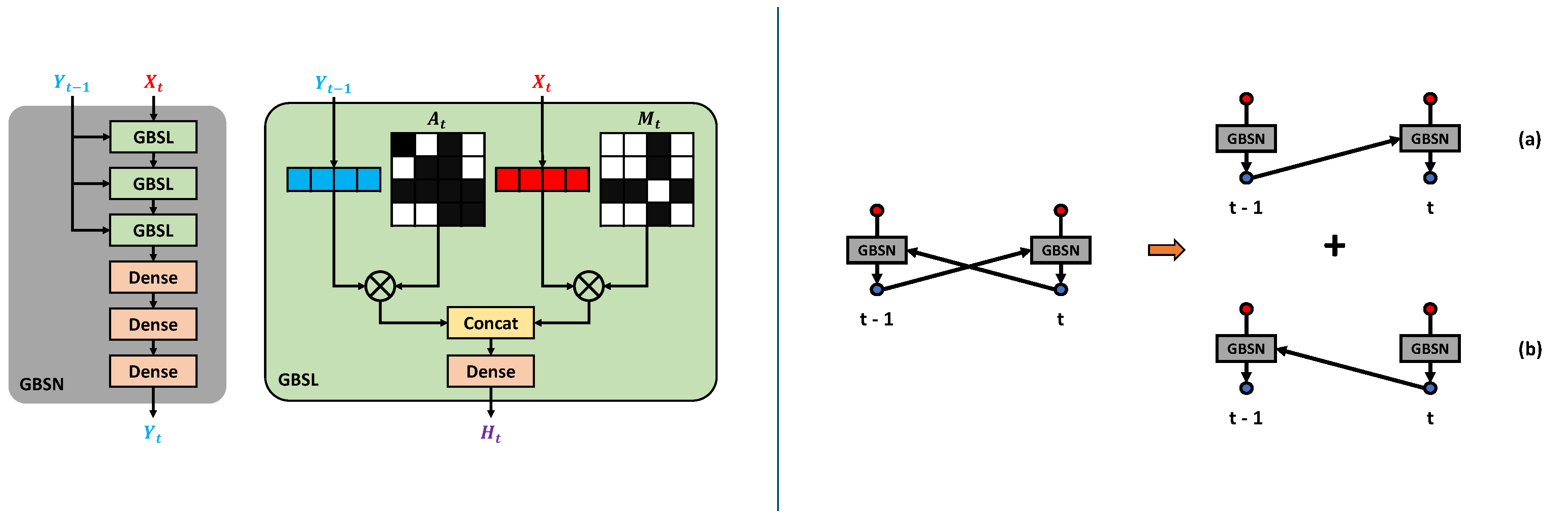 Y_{t-1}
X_t
GBSL
GBSL
GBSL
Dense
Dense
Dense
GBSN
Y_t
Y_{t-1}
X_t
A_t
M_t
Concat
Dense
GBSL
H_t
GBSN
GBSN
t - 1
t
GBSN
GBSN
(a)
t - 1
t
+
GBSN
GBSN
(b)
t - 1
t